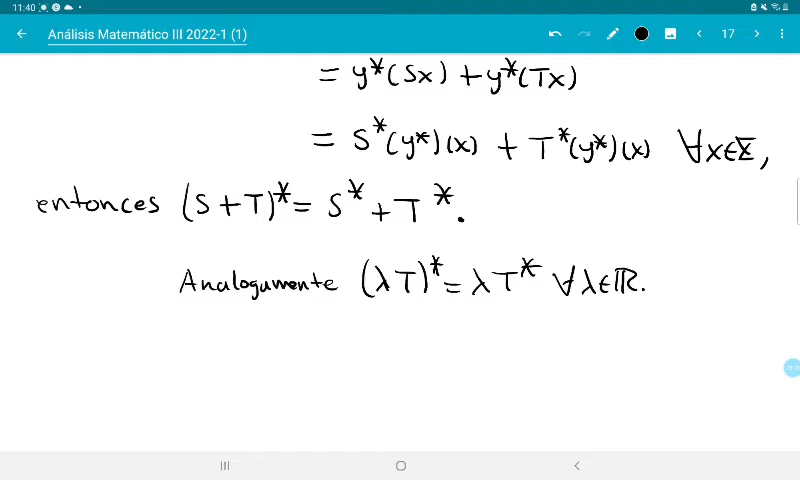 11:40
Análisis Matemático III 2022-1 (1)
17
= y*(Sx) + y*(Tx)
= S*(y*)(x) + T*(y*)(x) ∀x∈X,
entonces (S+T)* = S* + T*.
Analogamente (λT)* = λT* ∀λ∈ℝ.